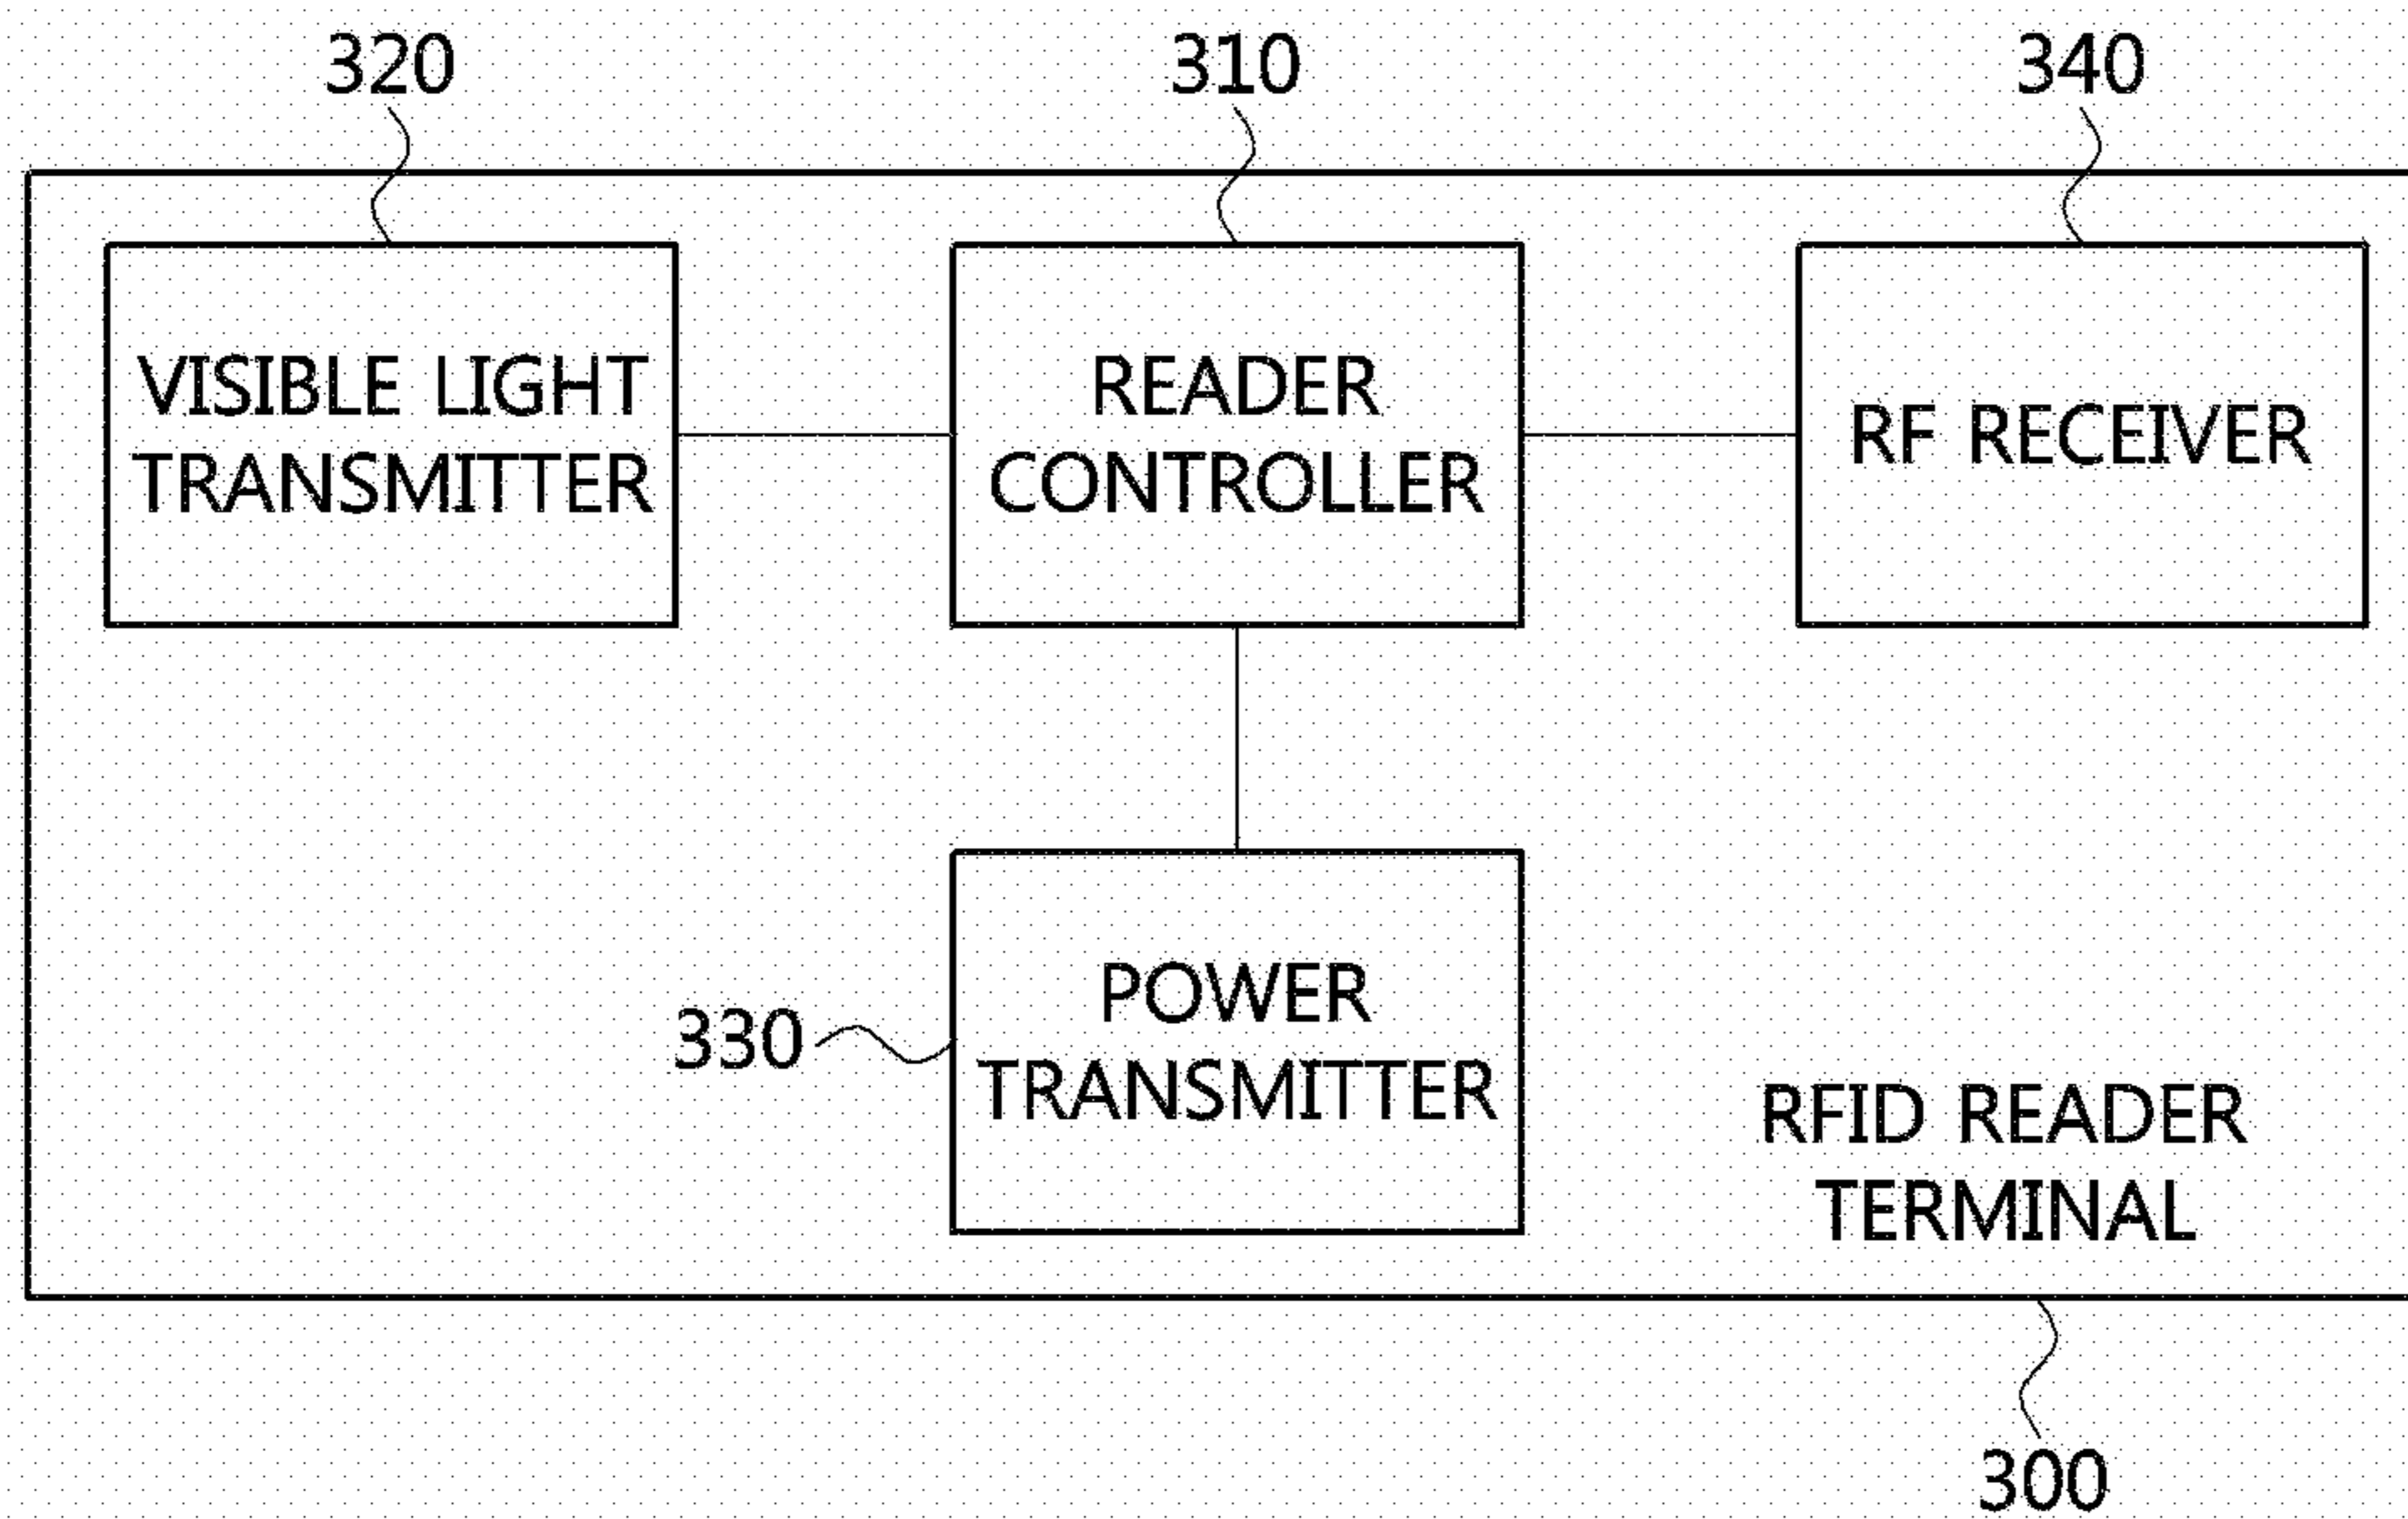 320
310
340
VISIBLE LIGHT
TRANSMITTER
READER
CONTROLLER
RF RECEIVER
330
POWER
TRANSMITTER
RFID READER
TERMINAL
300